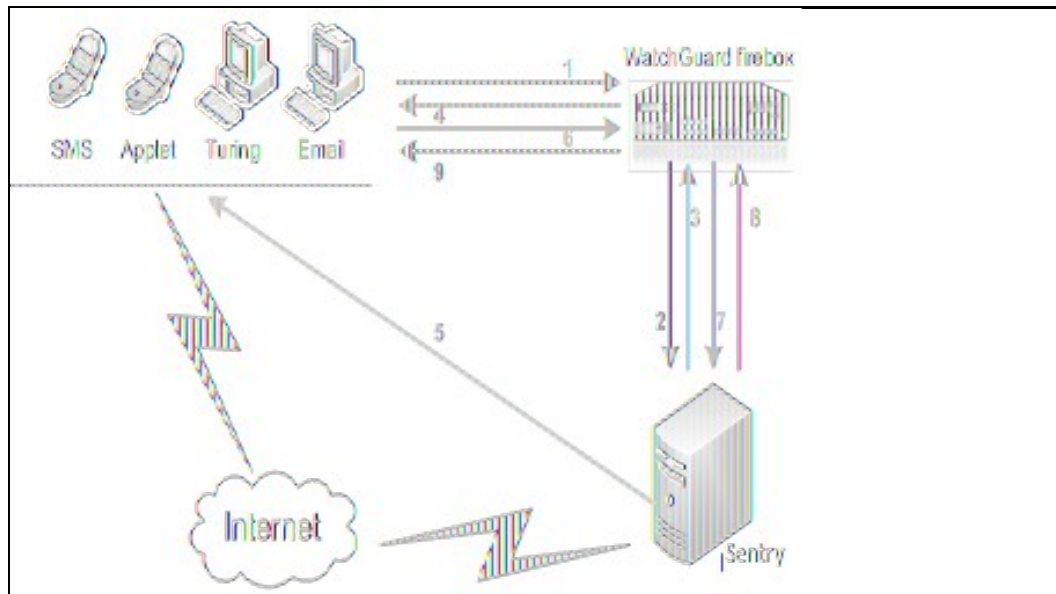 WatchGuard firebox
1
4
6
9
SMS Applet Turing Email
3 8
2 7
5
Internet
Sentry